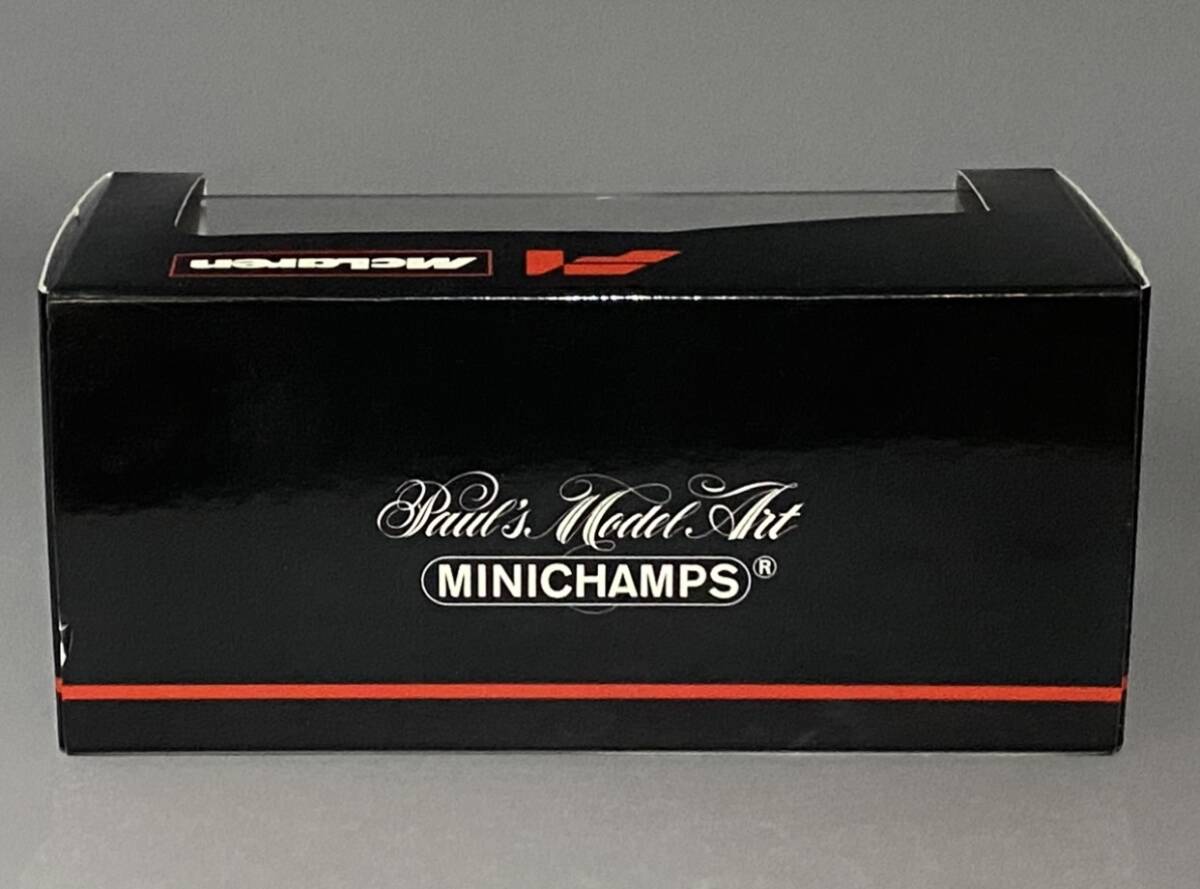 McLaren F1
Paul's Model Art
MINICHAMPS®